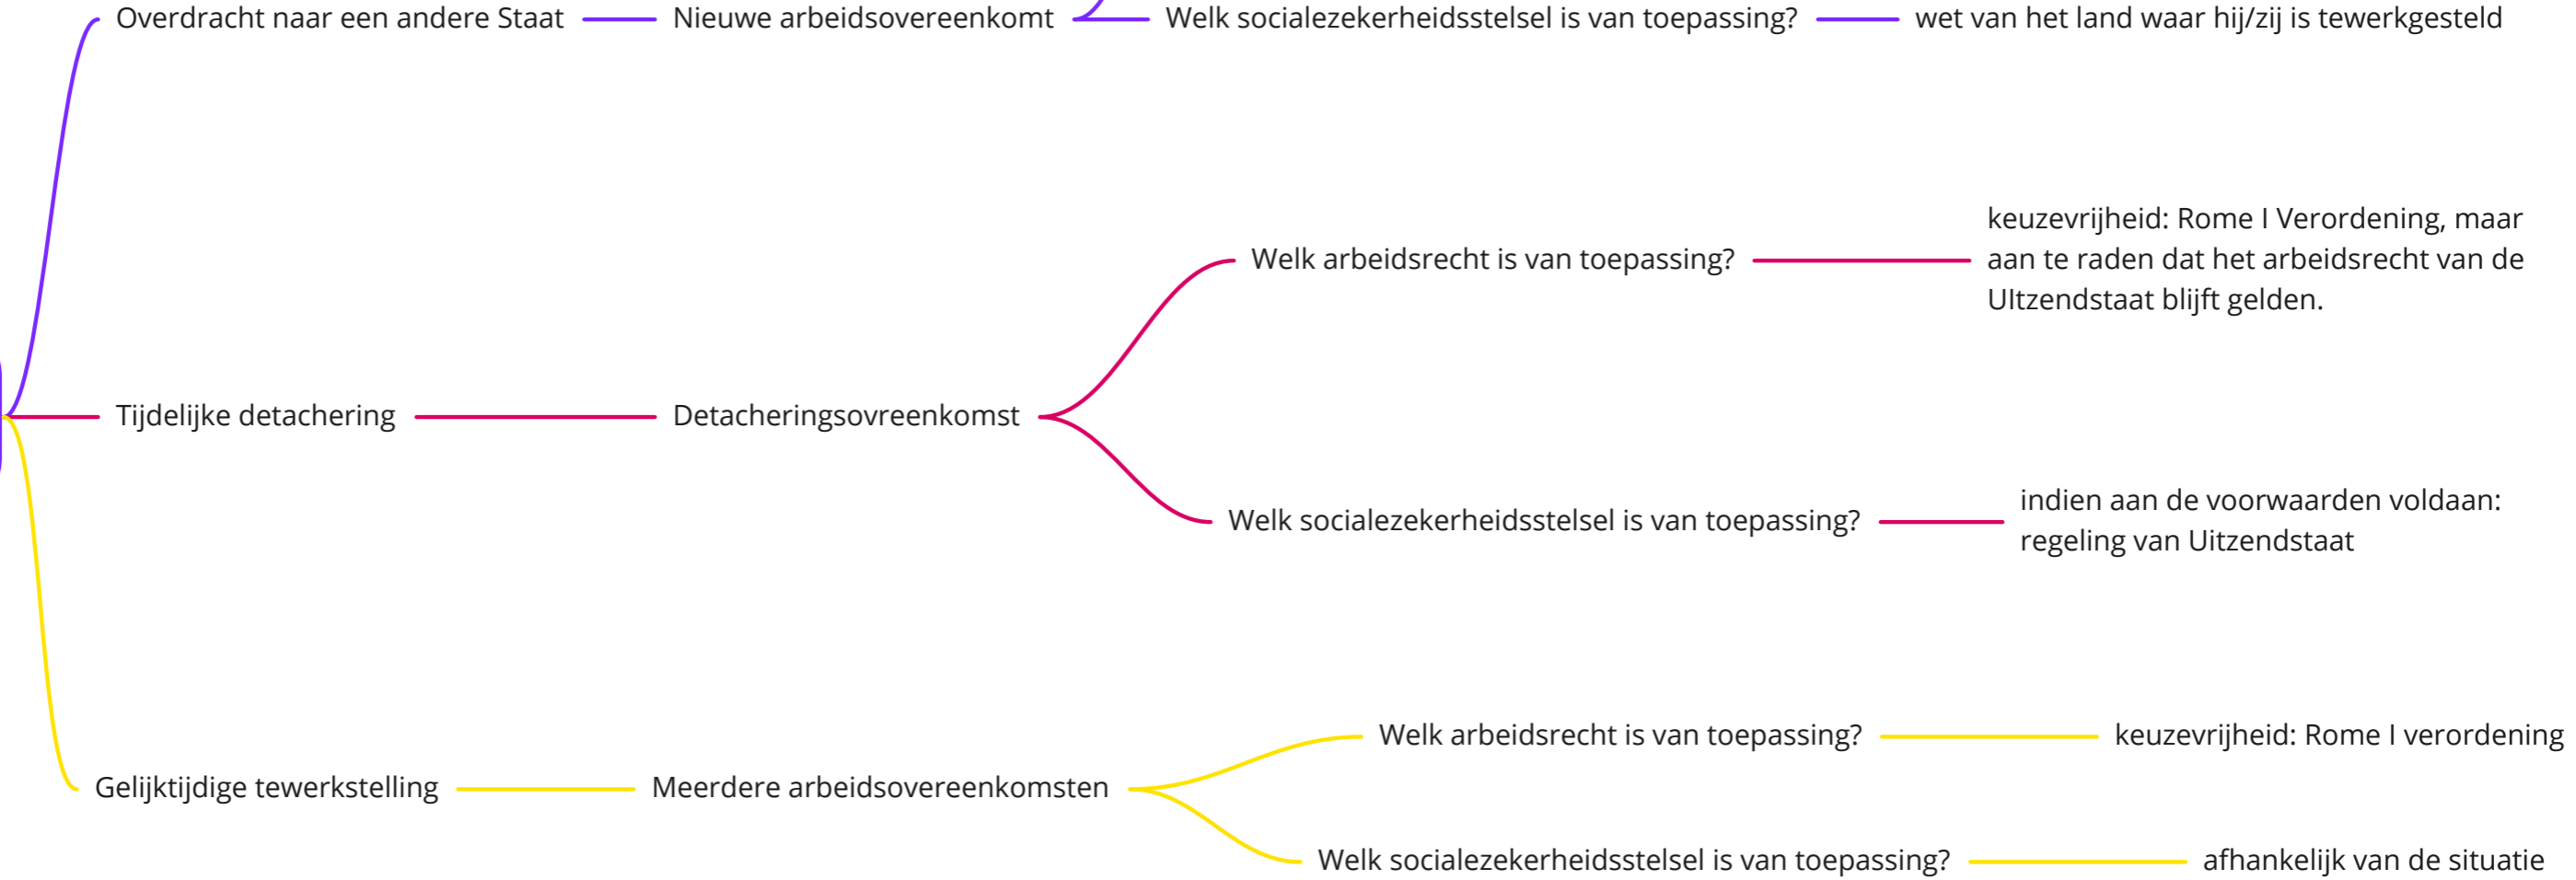 Overdracht naar een andere Staat
Nieuwe arbeidsovereenkomt
Welk socialezekerheidsstelsel is van toepassing?
wet van het land waar hij/zij is tewerkgesteld
Tijdelijke detachering
Detacheringsovreenkomst
Welk arbeidsrecht is van toepassing?
keuzevrijheid: Rome I Verordening, maar
aan te raden dat het arbeidsrecht van de
UItzendstaat blijft gelden.
Welk socialezekerheidsstelsel is van toepassing?
indien aan de voorwaarden voldaan:
regeling van Uitzendstaat
Gelijktijdige tewerkstelling
Meerdere arbeidsovereenkomsten
Welk arbeidsrecht is van toepassing?
keuzevrijheid: Rome I verordening
Welk socialezekerheidsstelsel is van toepassing?
afhankelijk van de situatie